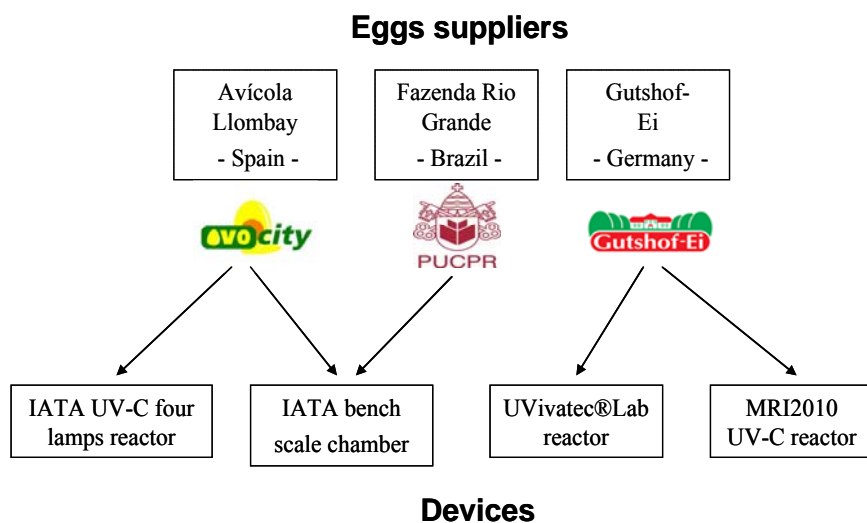 Eggs suppliers
Avícola
Llombay
- Spain -
Fazenda Rio
Grande
- Brazil -
Gutshof-
Ei
- Germany -
ovocity
PUCPR
Gutshof-Ei
IATA UV-C four
lamps reactor
IATA bench
scale chamber
UVivatec®Lab
reactor
MRI2010
UV-C reactor
Devices